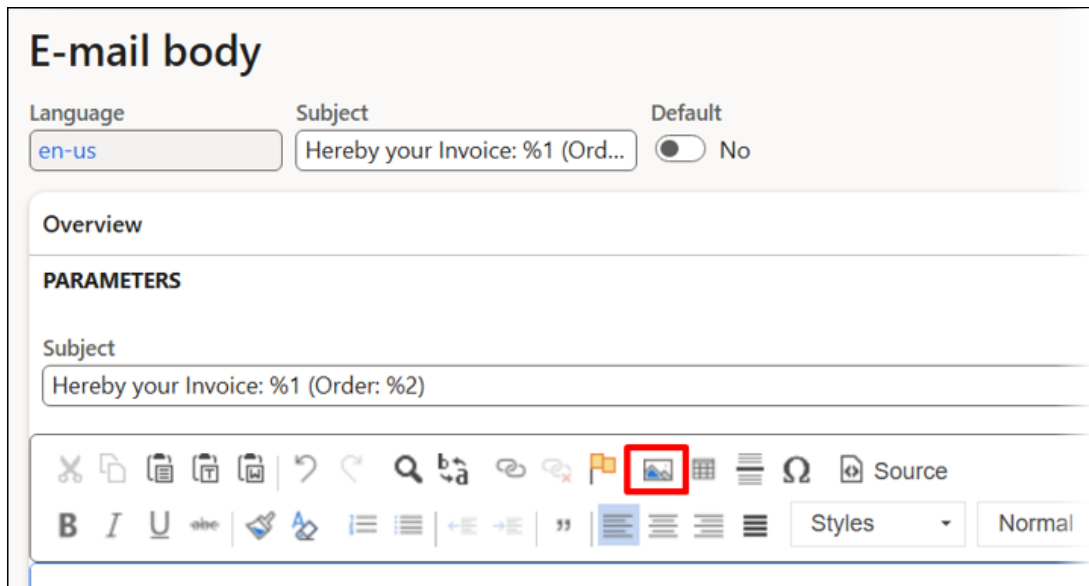 E-mail body
Language Subject Default
en-us Hereby your Invoice: %1 (Ord... No
Overview
PARAMETERS
Subject
Hereby your Invoice: %1 (Order: %2)
Source
Styles Normal